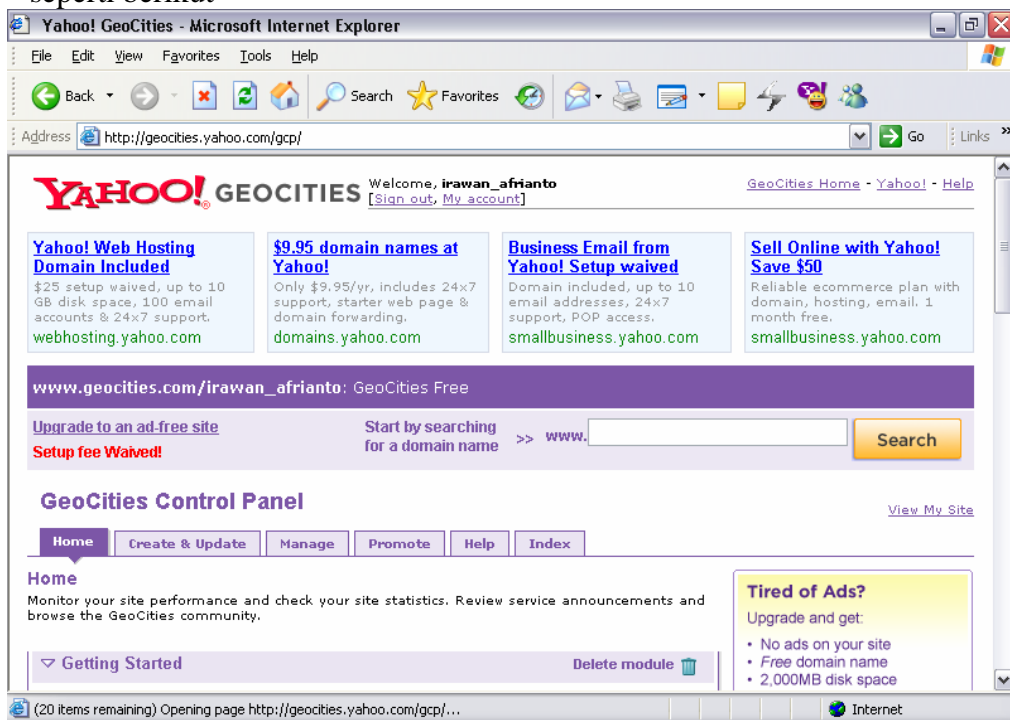 seperti berikut
Yahoo! GeoCities - Microsoft Internet Explorer
File Edit View Favorites Tools Help
Back Search Favorites
Address http://geocities.yahoo.com/gcp/ Go Links »
YAHOO! GEOCITIES Welcome, irawan_afrianto
[Sign out, My account]
GeoCities Home - Yahoo! - Help
Yahoo! Web Hosting
Domain Included
$25 setup waived, up to 10
GB disk space, 100 email
accounts & 24x7 support.
webhosting.yahoo.com
$9.95 domain names at
Yahoo!
Only $9.95/yr, includes 24x7
support, starter web page &
domain forwarding.
domains.yahoo.com
Business Email from
Yahoo! Setup waived
Domain included, up to 10
email addresses, 24x7
support, POP access.
smallbusiness.yahoo.com
Sell Online with Yahoo!
Save $50
Reliable ecommerce plan with
domain, hosting, email. 1
month free.
smallbusiness.yahoo.com
www.geocities.com/irawan_afrianto: GeoCities Free
Upgrade to an ad-free site
Setup fee Waived!
Start by searching
for a domain name
>> www. Search
GeoCities Control Panel
View My Site
Home Create & Update Manage Promote Help Index
Home
Monitor your site performance and check your site statistics. Review service announcements and
browse the GeoCities community.
Getting Started Delete module
Tired of Ads?
Upgrade and get:
• No ads on your site
• Free domain name
• 2,000MB disk space
(20 items remaining) Opening page http://geocities.yahoo.com/gcp/... Internet